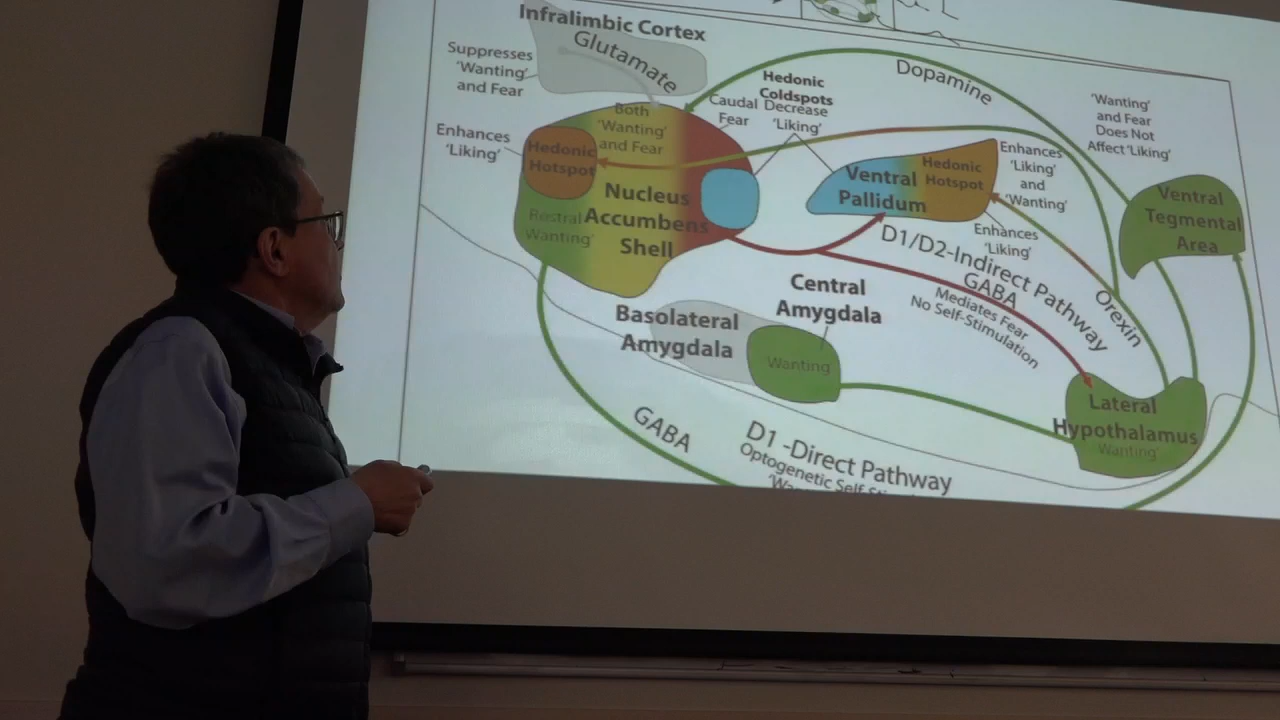 Infralimbic Cortex
Glutamate
Suppresses
'Wanting'
and Fear
Enhances
'Liking'
Both
'Wanting'
and Fear
Hedonic
Hotspot
Nucleus
Accumbens
Shell
Rostral
Wanting'
Caudal
Fear
Hedonic
Coldspots
Decrease
'Liking'
Dopamine
'Wanting'
and Fear
Does Not
Affect 'Liking'
Ventral
Pallidum
Hedonic
Hotspot
Enhances
'Liking'
and
'Wanting'
Enhances
'Liking'
Ventral
Tegmental
Area
D1/D2-Indirect Pathway
GABA
Mediates Fear
No Self-Stimulation
Orexin
Central
Amygdala
Basolateral
Amygdala
Wanting
Lateral
Hypothalamus
Wanting
GABA
D1 -Direct Pathway
Optogenetic